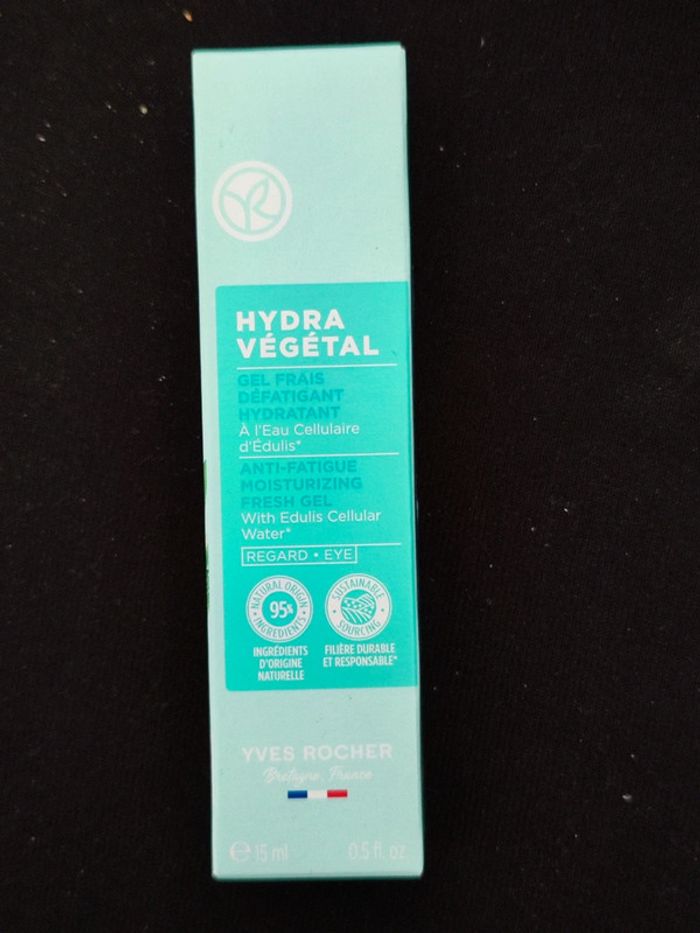 HYDRA
VÉGÉTAL
GEL FRAIS
DÉFATIGANT
HYDRATANT
À l'Eau Cellulaire
d'Édulis*
ANTI-FATIGUE
MOISTURIZING
FRESH GEL
With Edulis Cellular
Water*
REGARD • EYE
NATURAL ORIGIN
95%
INGREDIENTS
SUSTAINABLE
SOURCING
INGRÉDIENTS
D'ORIGINE
NATURELLE
FILIÈRE DURABLE
ET RESPONSABLE*
YVES ROCHER
Bretagne, France
℮ 15 ml 0.5 fl. oz